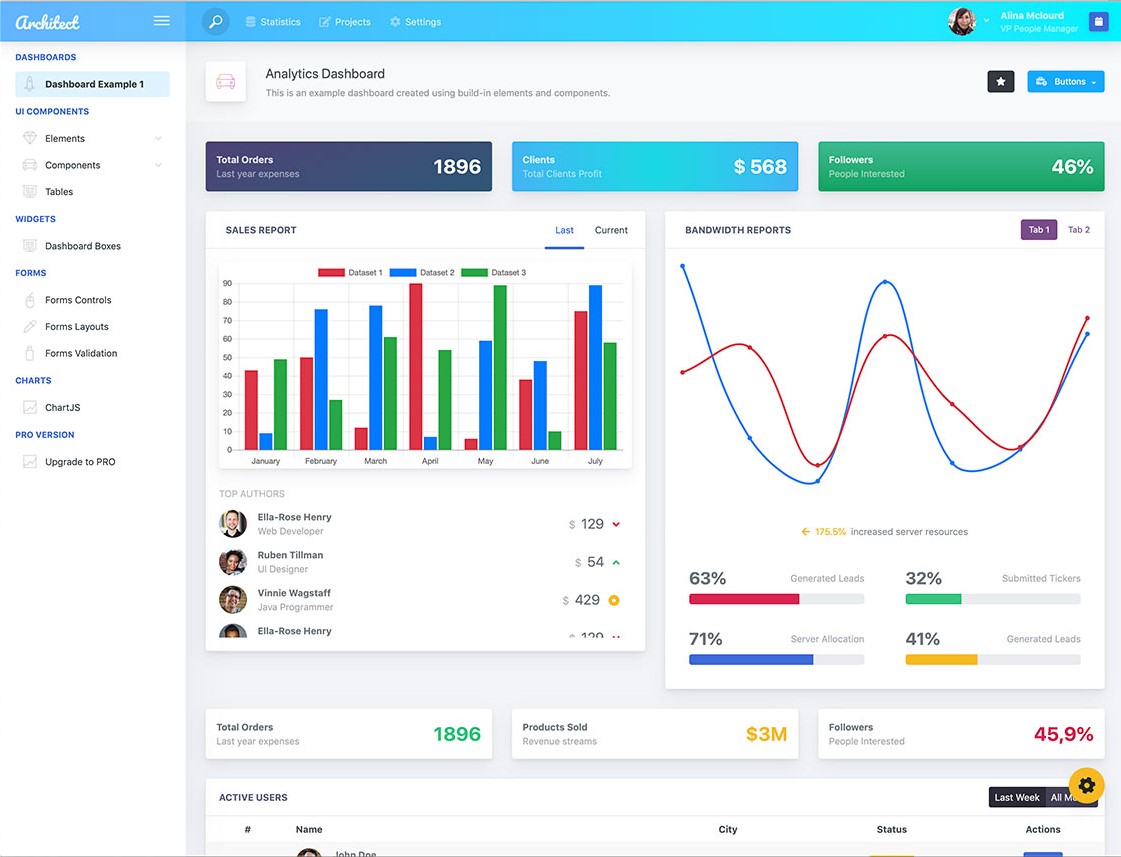 Architect
Statistics
Projects
Settings
Alina Mclourd
VP People Manager
DASHBOARDS
Dashboard Example 1
UI COMPONENTS
Elements
Components
Tables
WIDGETS
Dashboard Boxes
FORMS
Forms Controls
Forms Layouts
Forms Validation
CHARTS
ChartJS
PRO VERSION
Upgrade to PRO
Analytics Dashboard
This is an example dashboard created using build-in elements and components.
Buttons
Total Orders
Last year expenses
1896
Clients
Total Clients Profit
$ 568
Followers
People Interested
46%
SALES REPORT
Last Current
Dataset 1 Dataset 2 Dataset 3
90
80
70
60
50
40
30
20
10
0
January February March April May June July
TOP AUTHORS
Ella-Rose Henry
Web Developer
$ 129
Ruben Tillman
UI Designer
$ 54
Vinnie Wagstaff
Java Programmer
$ 429
Ella-Rose Henry
$ 129
BANDWIDTH REPORTS
Tab 1 Tab 2
175.5% increased server resources
63% Generated Leads
32% Submitted Tickers
71% Server Allocation
41% Generated Leads
Total Orders
Last year expenses
1896
Products Sold
Revenue streams
$3M
Followers
People Interested
45,9%
ACTIVE USERS
Last Week All M
# Name City Status Actions
John Doe